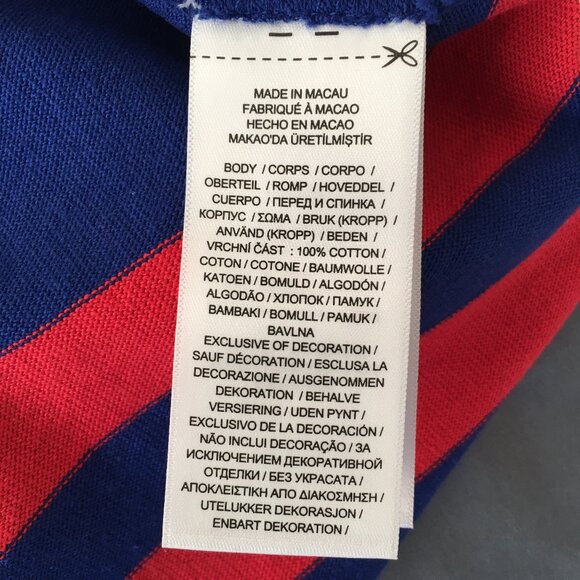 MADE IN MACAU
FABRIQUÉ À MACAO
HECHO EN MACAO
MAKAO'DA ÜRETİLMİŞTİR
BODY / CORPS / CORPO /
OBERTEIL / ROMP / HOVEDDEL /
CUERPO / ПЕРЕД И СПИНКА /
КОРПУС / ΣΩΜΑ / BRUK (KROPP) /
ANVÄND (KROPP) / BEDEN /
VRCHNÍ ČÁST : 100% COTTON /
COTON / COTONE / BAUMWOLLE /
KATOEN / BOMULD / ALGODÓN /
ALGODÃO / ХЛОПОК / ПАМУК /
BAMBAKI / BOMULL / PAMUK /
BAVLNA
EXCLUSIVE OF DECORATION /
SAUF DÉCORATION / ESCLUSA LA
DECORAZIONE / AUSGENOMMEN
DEKORATION / BEHALVE
VERSIERING / UDEN PYNT /
EXCLUSIVO DE LA DECORACIÓN /
NÃO INCLUI DECORAÇÃO / ЗА
ИСКЛЮЧЕНИЕМ ДЕКОРАТИВНОЙ
ОТДЕЛКИ / БЕЗ УКРАСА /
ΑΠΟΚΛΕΙΣΤΙΚΗ ΑΠΟ ΔΙΑΚΟΣΜΗΣΗ /
UTELUKKER DEKORASJON /
ENBART DEKORATION /